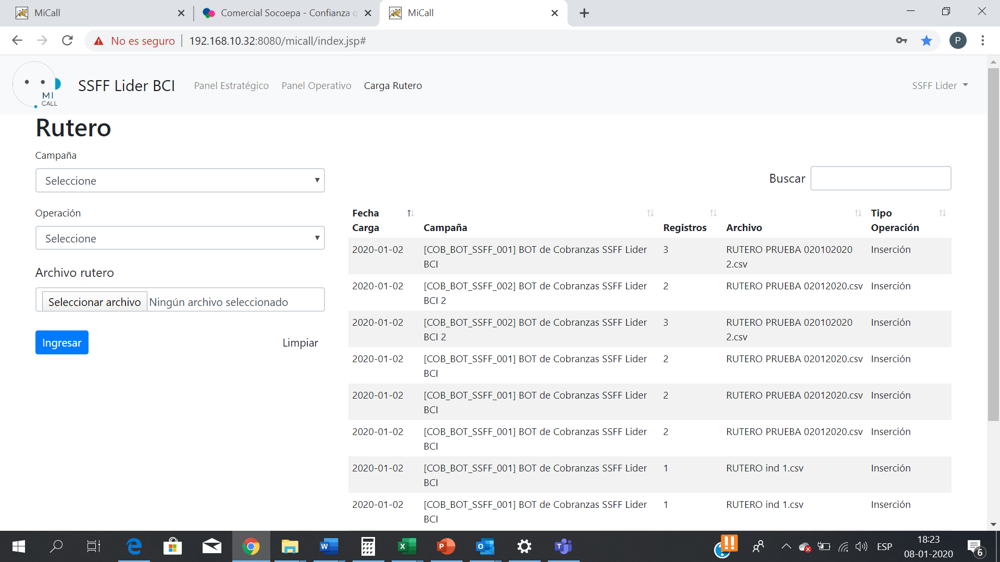 MiCall
Comercial Socoepa - Confianza q
MiCall
No es seguro
192.168.10.32:8080/micall/index.jsp#
P
MI
CALL
SSFF Lider BCI
Panel Estratégico
Panel Operativo
Carga Rutero
SSFF Lider
Rutero
Campaña
Seleccione
Operación
Seleccione
Archivo rutero
Seleccionar archivo
Ningún archivo seleccionado
Ingresar
Limpiar
Buscar
Fecha Carga
Campaña
Registros
Archivo
Tipo Operación
2020-01-02 [COB_BOT_SSFF_001] BOT de Cobranzas SSFF Lider 3 RUTERO PRUEBA 020102020 Inserción
BCI 2.csv
2020-01-02 [COB_BOT_SSFF_002] BOT de Cobranzas SSFF Lider 2 RUTERO PRUEBA 02012020.csv Inserción
BCI 2
2020-01-02 [COB_BOT_SSFF_002] BOT de Cobranzas SSFF Lider 3 RUTERO PRUEBA 020102020 Inserción
BCI 2 2.csv
2020-01-02 [COB_BOT_SSFF_001] BOT de Cobranzas SSFF Lider 2 RUTERO PRUEBA 02012020.csv Inserción
BCI
2020-01-02 [COB_BOT_SSFF_001] BOT de Cobranzas SSFF Lider 2 RUTERO PRUEBA 02012020.csv Inserción
BCI
2020-01-02 [COB_BOT_SSFF_001] BOT de Cobranzas SSFF Lider 2 RUTERO PRUEBA 02012020.csv Inserción
BCI
2020-01-02 [COB_BOT_SSFF_001] BOT de Cobranzas SSFF Lider 1 RUTERO ind 1.csv Inserción
BCI
2020-01-02 [COB_BOT_SSFF_001] BOT de Cobranzas SSFF Lider 1 RUTERO ind 1.csv Inserción
BCI
ESP
18:23
08-01-2020
6